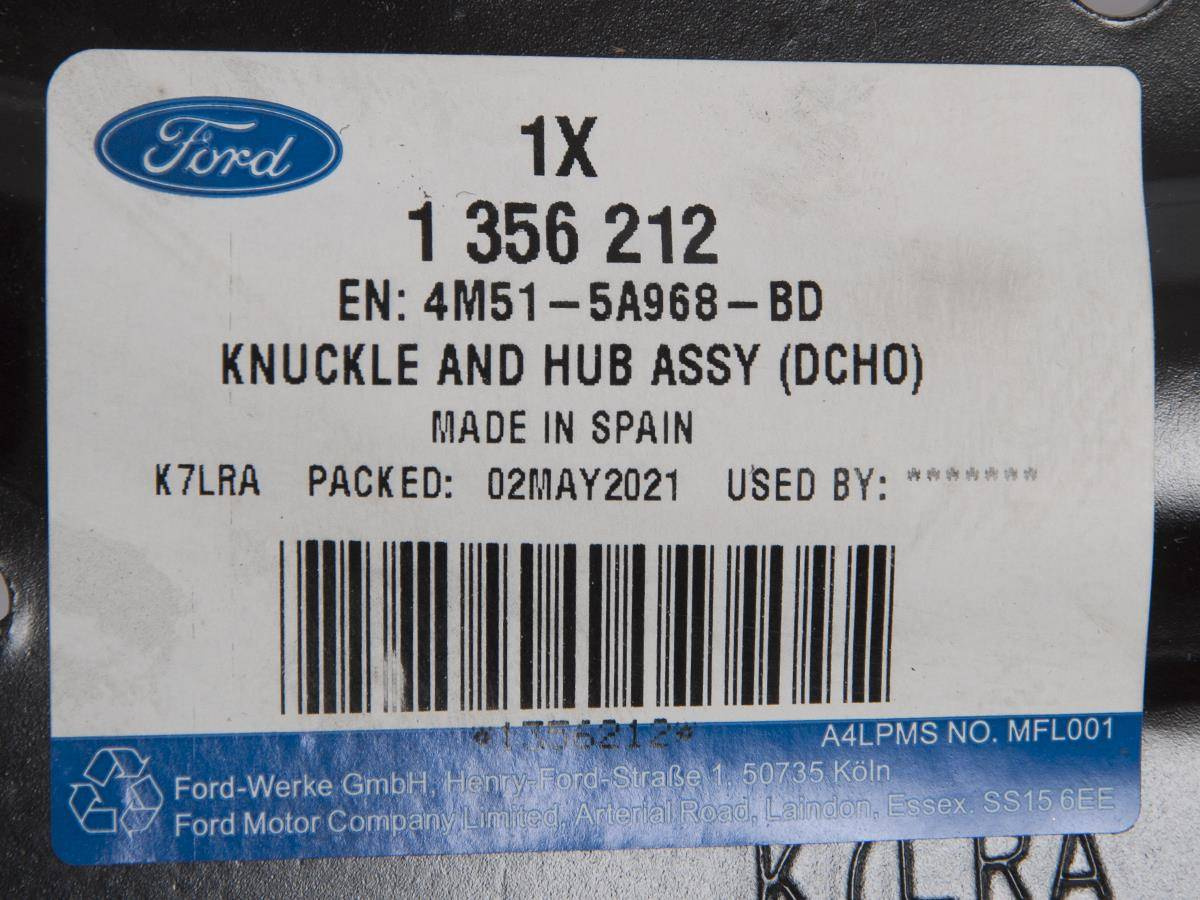 Ford
1X
1 356 212
EN: 4M51-5A968-BD
KNUCKLE AND HUB ASSY (DCHO)
MADE IN SPAIN
K7LRA PACKED: 02MAY2021 USED BY: *******
*1356212*
A4LPMS NO. MFL001
Ford-Werke GmbH, Henry-Ford-Straße 1, 50735 Köln
Ford Motor Company Limited, Arterial Road, Laindon, Essex. SS15 6EE
K7LRA